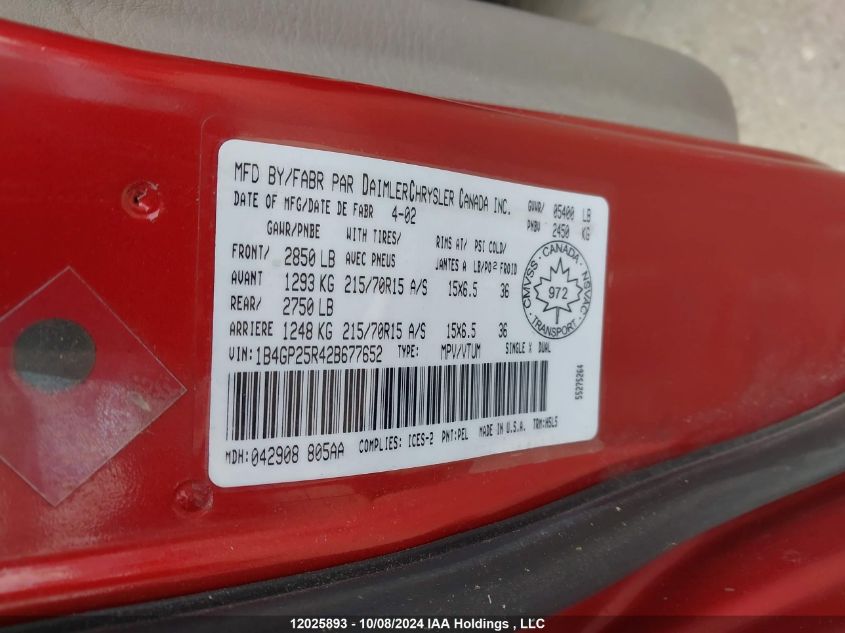 MFD BY/FABR PAR DAIMLERCHRYSLER CANADA INC.
DATE OF MFG/DATE DE FABR 4-02
GVWR/ 05400 LB
PNBV 2450 KG
GAWR/PNBE WITH TIRES/ RIMS AT/ PSI COLD/
FRONT/ 2850 LB AVEC PNEUS JANTES A LB/PO² FROID
AVANT 1293 KG 215/70R15 A/S 15X6.5 36
REAR/ 2750 LB
ARRIERE 1248 KG 215/70R15 A/S 15X6.5 36
CMVSS · CANADA · NSVAC · TRANSPORT ·
972
VIN:1B4GP25R42B677652 TYPE: MPV/VTUM SINGLE X DUAL
55275264
MDH:042908 805AA COMPLIES: ICES-2 PNT:PEL MADE IN U.S.A. TRM:H5L5
12025893 - 10/08/2024 IAA Holdings , LLC